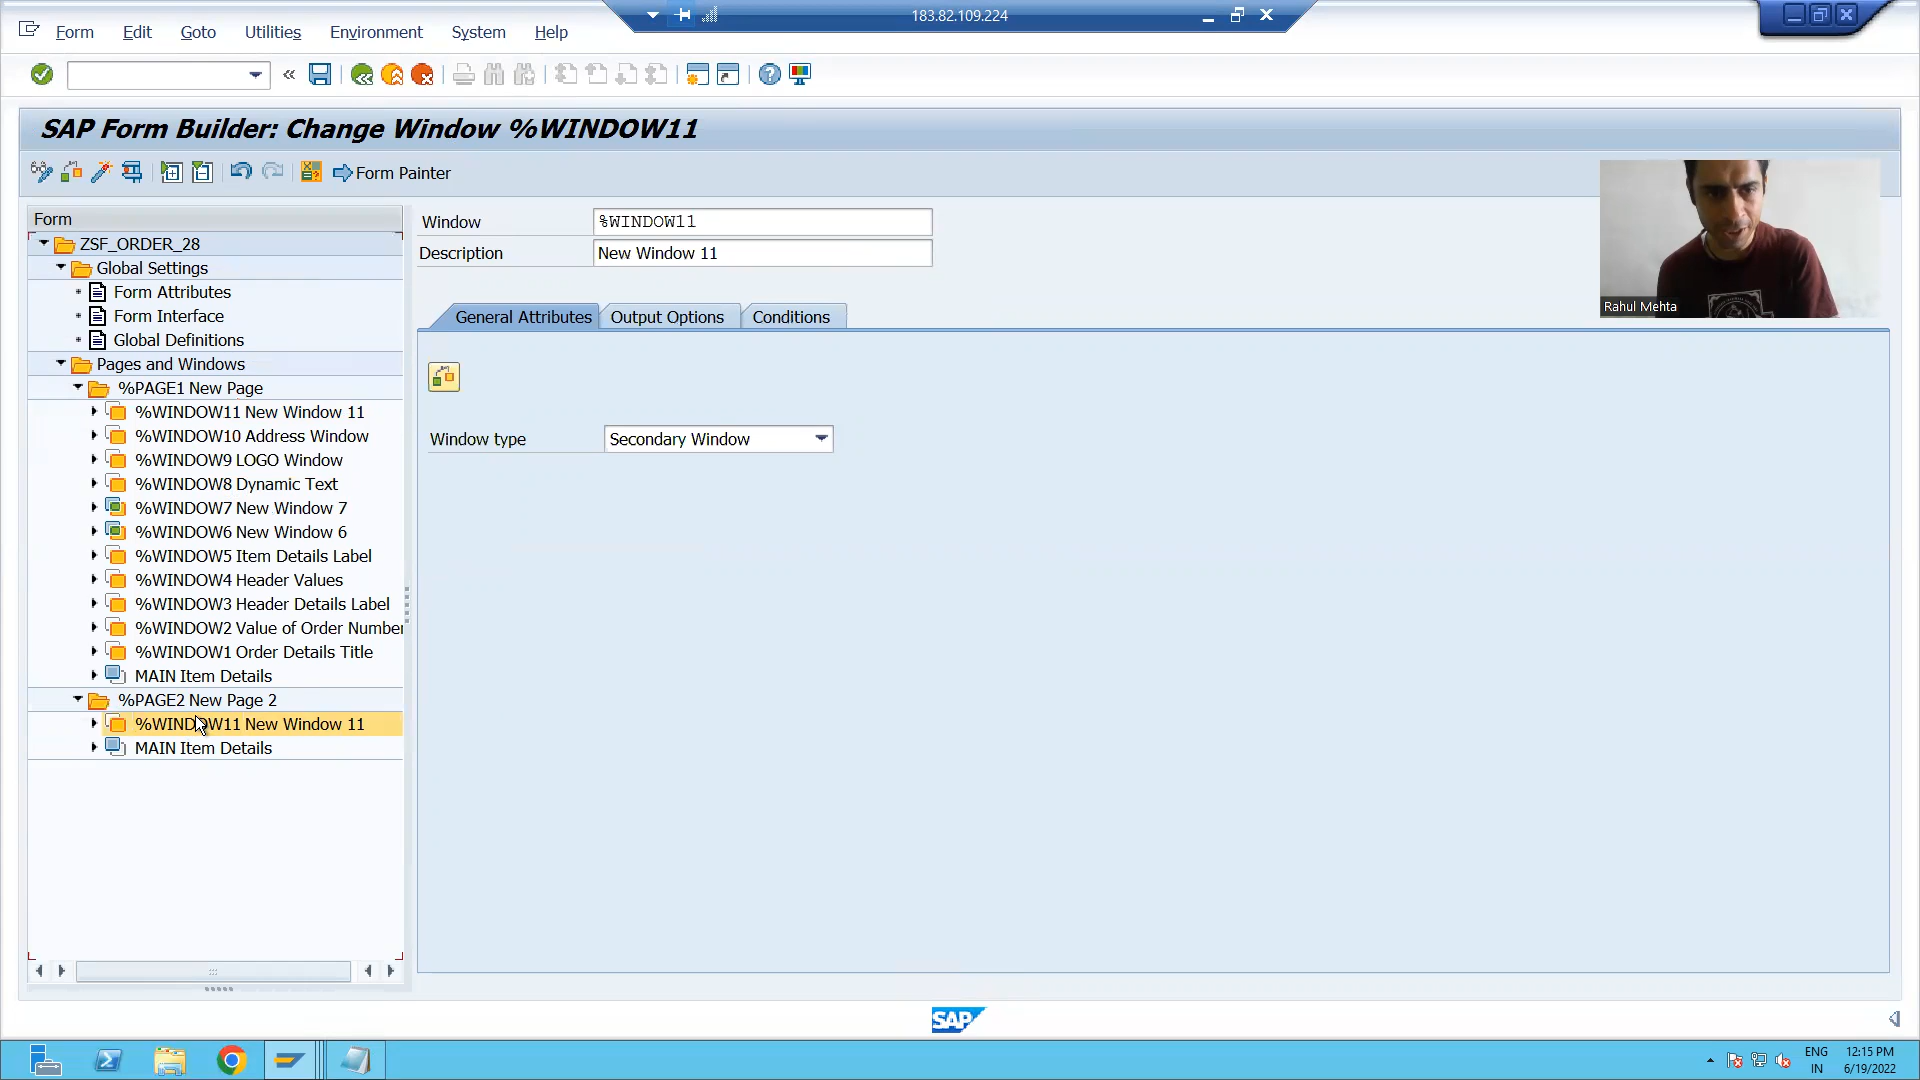 183.82.109.224
Form Edit Goto Utilities Environment System Help
SAP Form Builder: Change Window %WINDOW11
Form Painter
Form
ZSF_ORDER_28
Global Settings
Form Attributes
Form Interface
Global Definitions
Pages and Windows
%PAGE1 New Page
%WINDOW11 New Window 11
%WINDOW10 Address Window
%WINDOW9 LOGO Window
%WINDOW8 Dynamic Text
%WINDOW7 New Window 7
%WINDOW6 New Window 6
%WINDOW5 Item Details Label
%WINDOW4 Header Values
%WINDOW3 Header Details Label
%WINDOW2 Value of Order Number
%WINDOW1 Order Details Title
MAIN Item Details
%PAGE2 New Page 2
%WINDOW11 New Window 11
MAIN Item Details
Window %WINDOW11
Description New Window 11
General Attributes Output Options Conditions
Window type Secondary Window
Rahul Mehta
SAP
ENG 12:15 PM
IN 6/19/2022